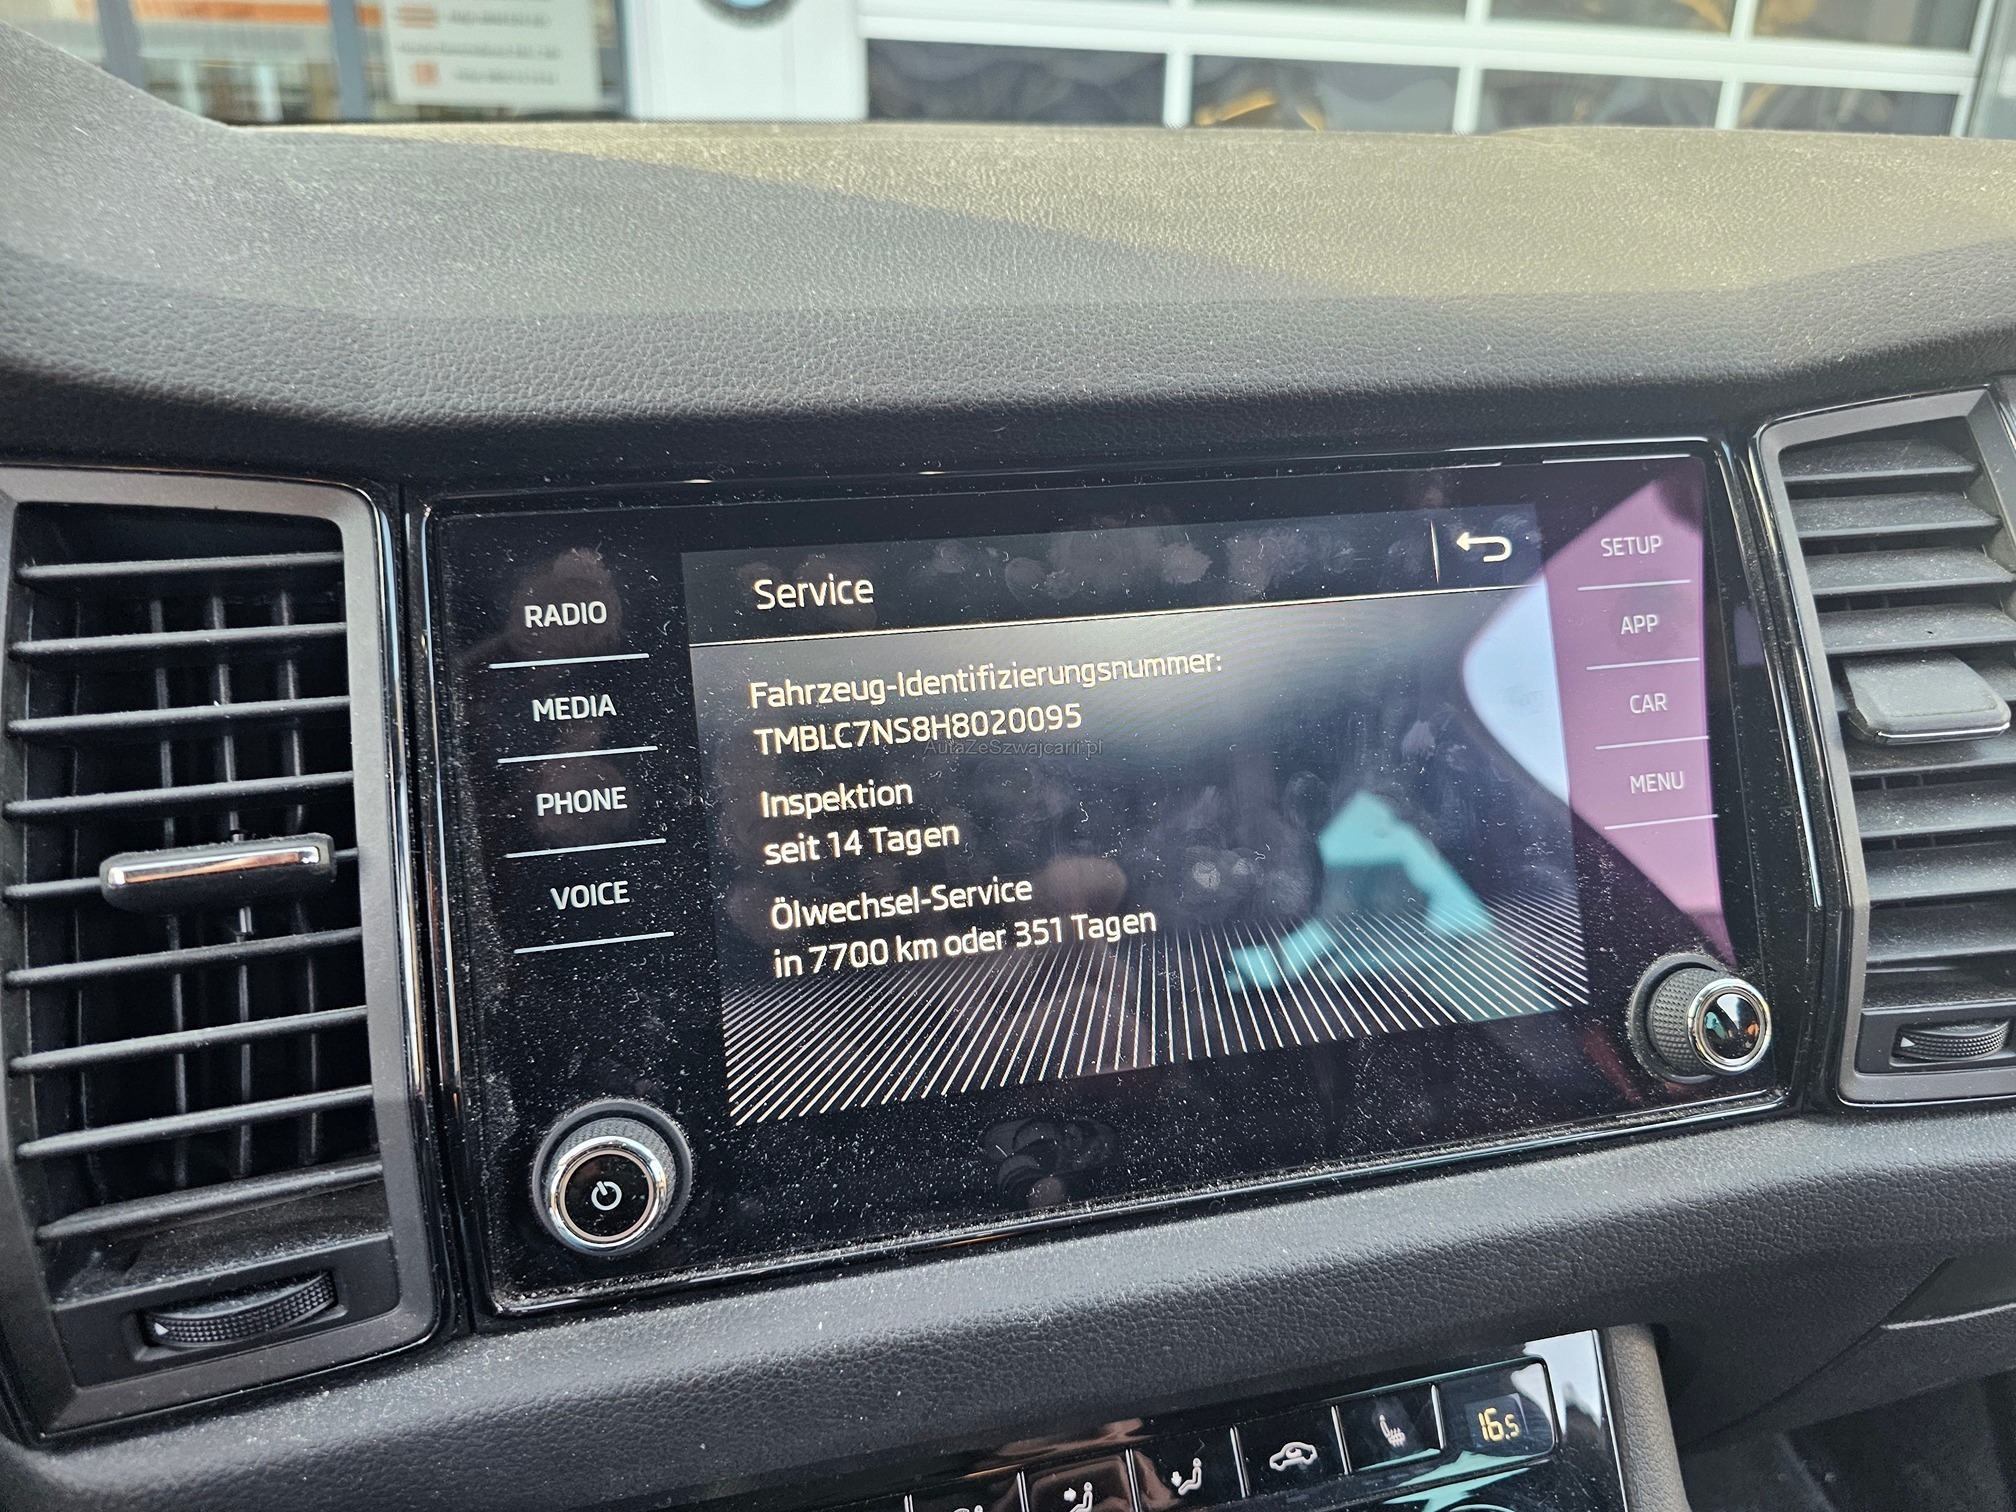 Service
SETUP
RADIO
APP
MEDIA
CAR
PHONE
MENU
VOICE
Fahrzeug-Identifizierungsnummer:
TMBLC7NS8H8020095
AutaZeSzwajcarii.pl
Inspektion
seit 14 Tagen
Ölwechsel-Service
in 7700 km oder 351 Tagen
16.5